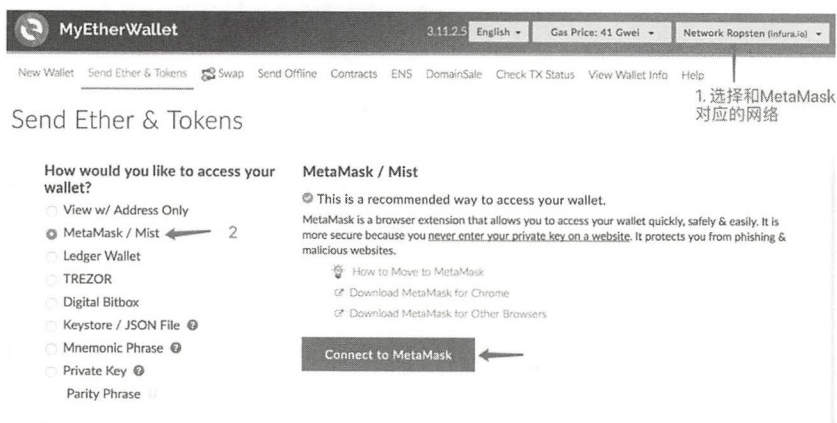 MyEtherWallet
3.11.2.5 English Gas Price: 41 Gwei Network Ropsten (infura.io)
New Wallet Send Ether & Tokens Swap Send Offline Contracts ENS DomainSale Check TX Status View Wallet Info Help
1. 选择和MetaMask
对应的网络
Send Ether & Tokens
How would you like to access your
wallet?
View w/ Address Only
MetaMask / Mist 2
Ledger Wallet
TREZOR
Digital Bitbox
Keystore / JSON File
Mnemonic Phrase
Private Key
Parity Phrase
MetaMask / Mist
This is a recommended way to access your wallet.
MetaMask is a browser extension that allows you to access your wallet quickly, safely & easily. It is
more secure because you never enter your private key on a website. It protects you from phishing &
malicious websites.
How to Move to MetaMask
Download MetaMask for Chrome
Download MetaMask for Other Browsers
Connect to MetaMask